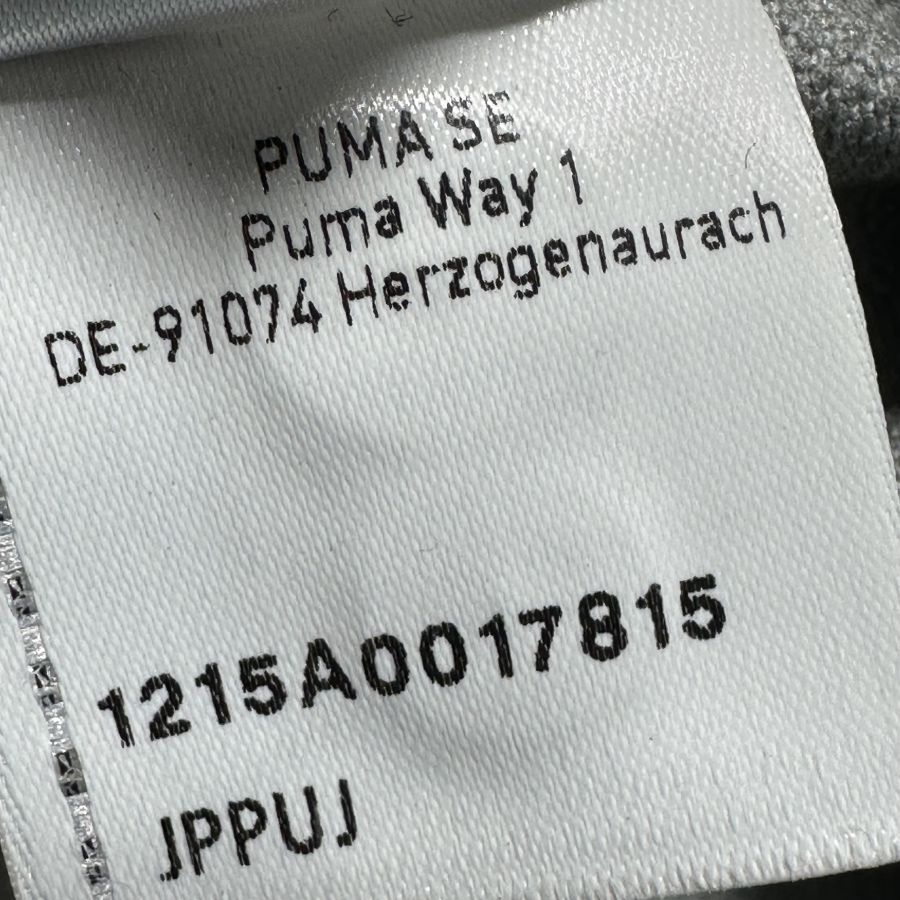 PUMA SE
Puma Way 1
DE-91074 Herzogenaurach
1215A0017815
JPPUJ